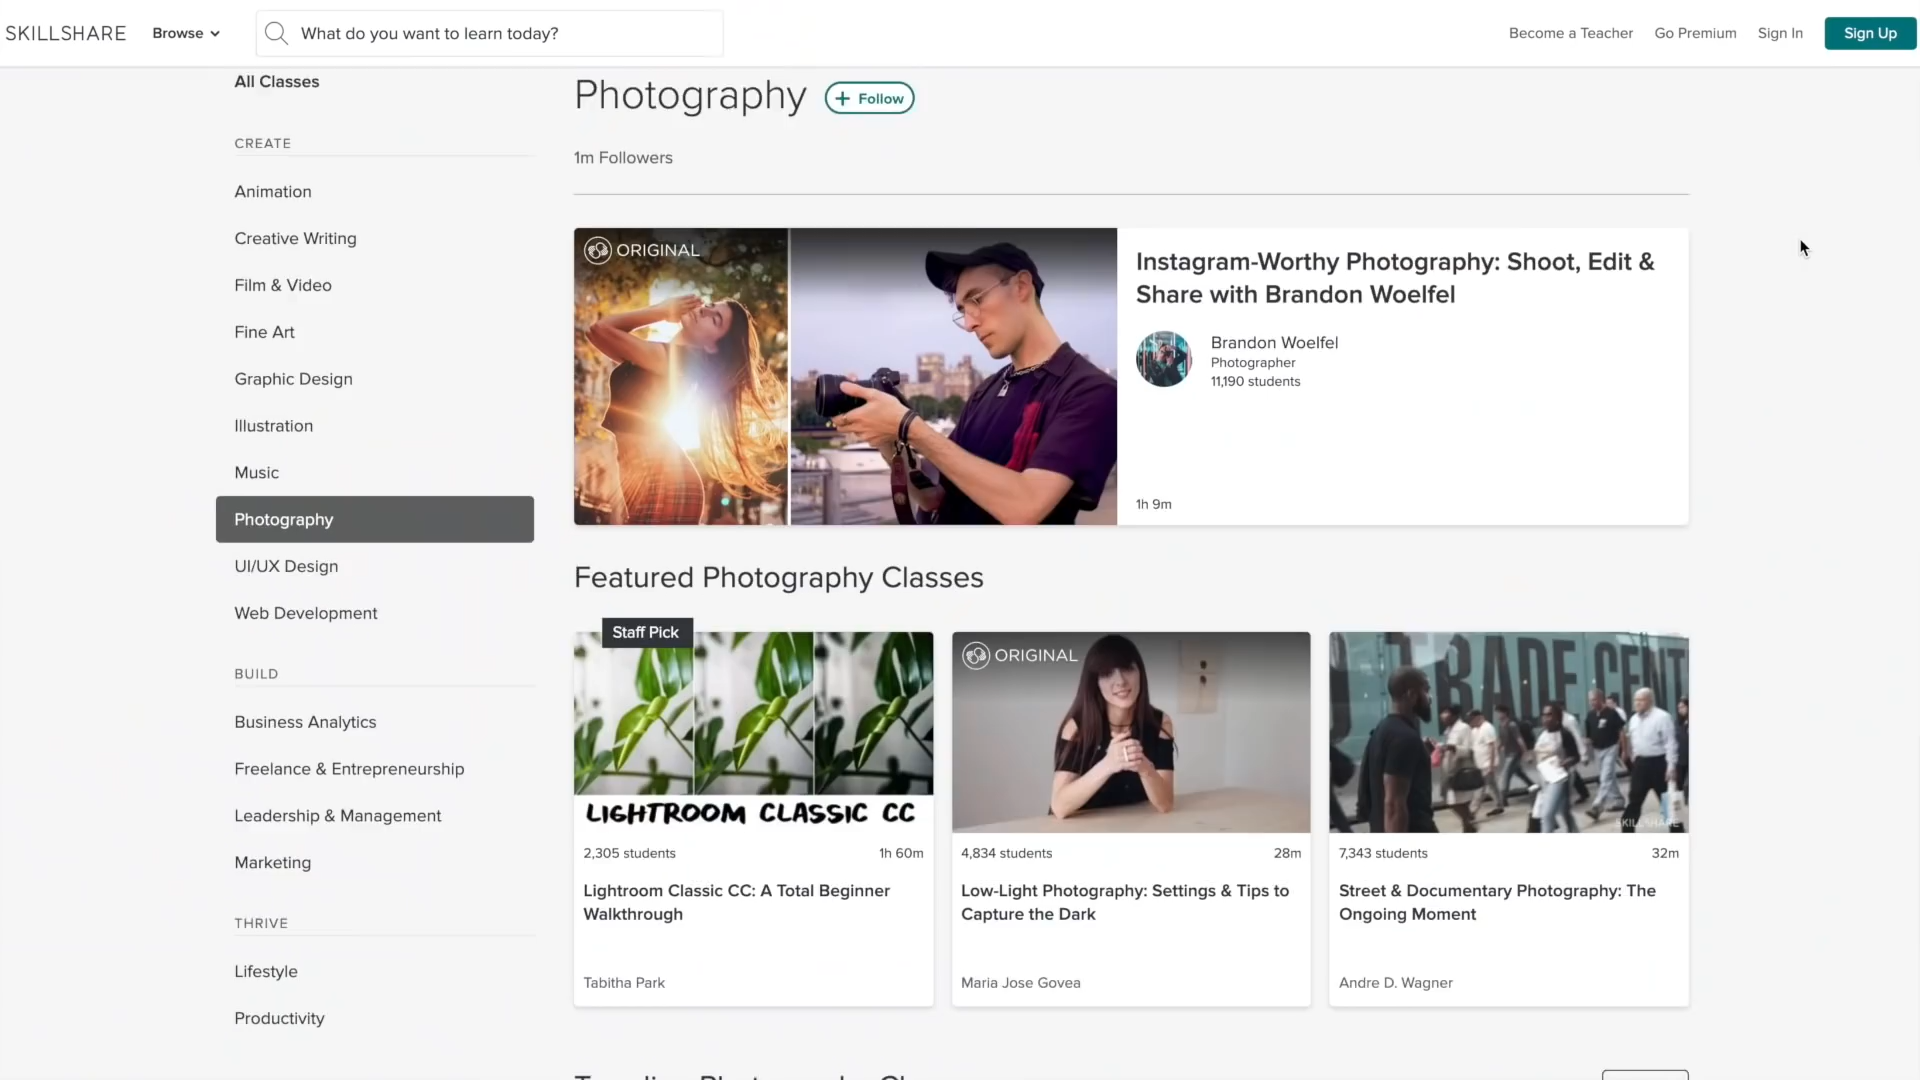 SKILLSHARE
Browse
What do you want to learn today?
Become a Teacher
Go Premium
Sign In
Sign Up
All Classes
CREATE
Animation
Creative Writing
Film & Video
Fine Art
Graphic Design
Illustration
Music
Photography
UI/UX Design
Web Development
BUILD
Business Analytics
Freelance & Entrepreneurship
Leadership & Management
Marketing
THRIVE
Lifestyle
Productivity
Photography
+ Follow
1m Followers
ORIGINAL
Instagram-Worthy Photography: Shoot, Edit &
Share with Brandon Woelfel
Brandon Woelfel
Photographer
11,190 students
1h 9m
Featured Photography Classes
Staff Pick
LIGHTROOM CLASSIC CC
2,305 students
1h 60m
Lightroom Classic CC: A Total Beginner
Walkthrough
Tabitha Park
ORIGINAL
4,834 students
28m
Low-Light Photography: Settings & Tips to
Capture the Dark
Maria Jose Govea
TRADE CENT
SKILLSHARE
7,343 students
32m
Street & Documentary Photography: The
Ongoing Moment
Andre D. Wagner